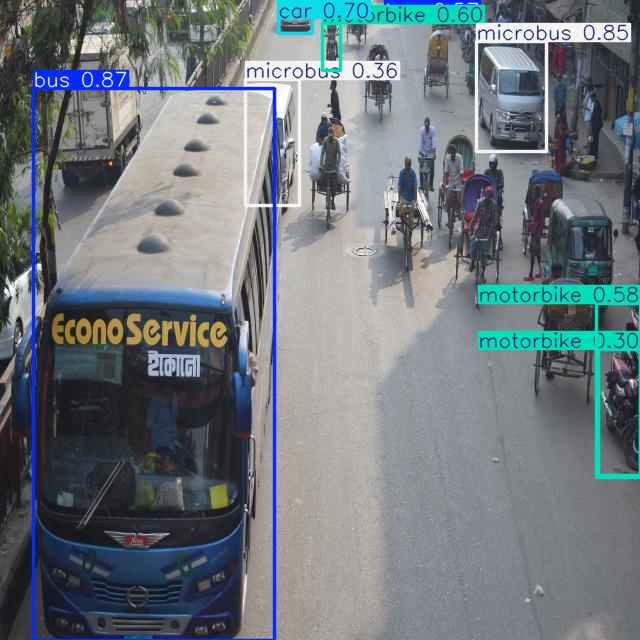 car 0.70
motorbike 0.60
microbus 0.85
microbus 0.36
bus 0.87
motorbike 0.58
motorbike 0.30
EconoService
ইকোনো